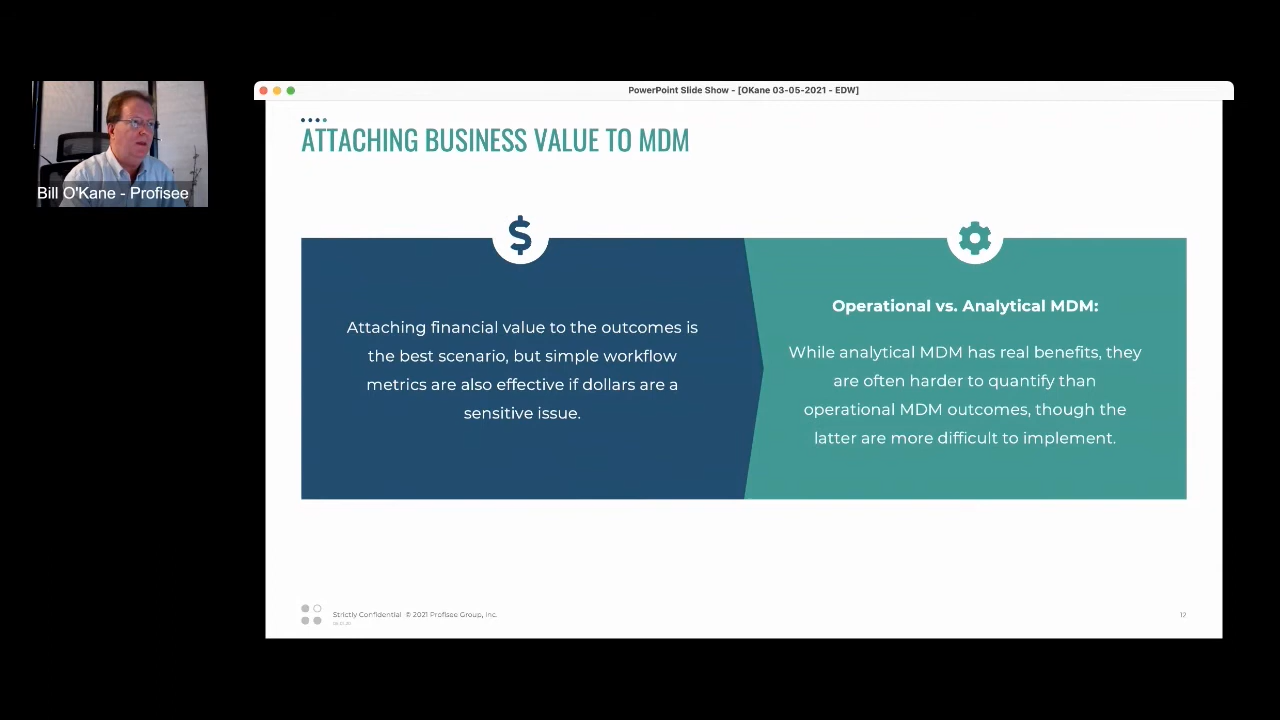 PowerPoint Slide Show - [OKane 03-05-2021 - EDW]
Bill O'Kane - Profisee
ATTACHING BUSINESS VALUE TO MDM
$
Attaching financial value to the outcomes is
the best scenario, but simple workflow
metrics are also effective if dollars are a
sensitive issue.
Operational vs. Analytical MDM:
While analytical MDM has real benefits, they
are often harder to quantify than
operational MDM outcomes, though the
latter are more difficult to implement.
Strictly Confidential © 2021 Profisee Group, Inc.
12